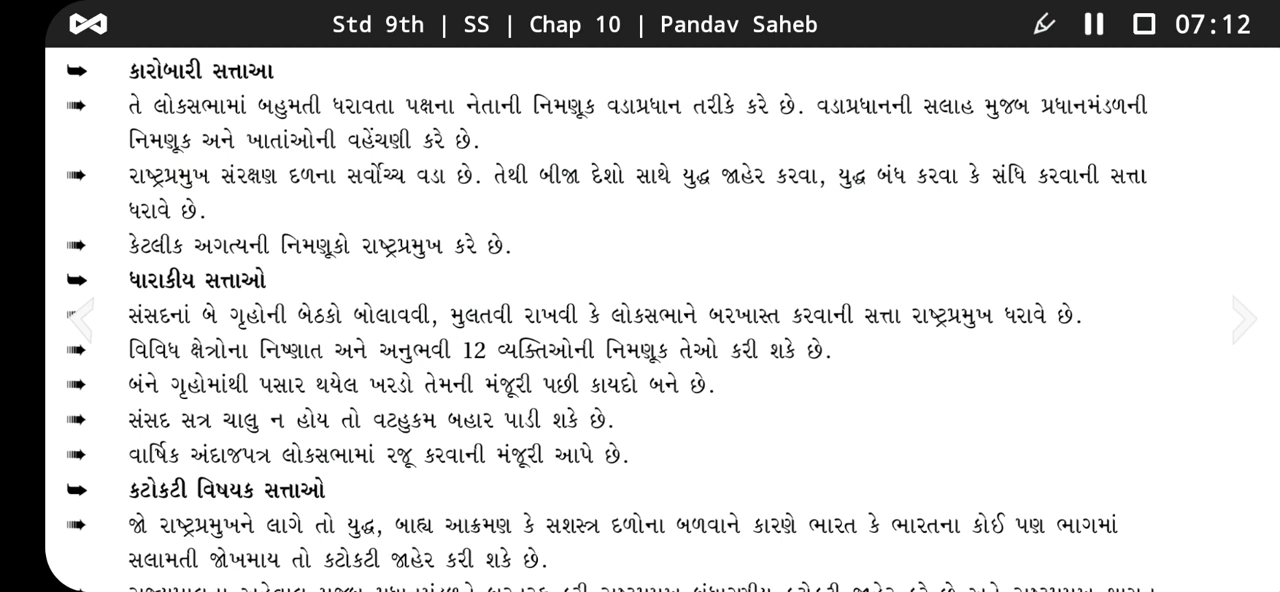 Std 9th | SS | Chap 10 | Pandav Saheb 07:12
કારોબારી સત્તાઆ
તે લોકસભામાં બહુમતી ધરાવતા પક્ષના નેતાની નિમણૂક વડાપ્રધાન તરીકે કરે છે. વડાપ્રધાનની સલાહ મુજબ પ્રધાનમંડળની
નિમણૂક અને ખાતાંઓની વહેંચણી કરે છે.
રાષ્ટ્રપ્રમુખ સંરક્ષણ દળના સર્વોચ્ચ વડા છે. તેથી બીજા દેશો સાથે યુદ્ધ જાહેર કરવા, યુદ્ધ બંધ કરવા કે સંધિ કરવાની સત્તા
ધરાવે છે.
કેટલીક અગત્યની નિમણૂકો રાષ્ટ્રપ્રમુખ કરે છે.
ધારાકીય સત્તાઓ
સંસદનાં બે ગૃહોની બેઠકો બોલાવવી, મુલતવી રાખવી કે લોકસભાને બરખાસ્ત કરવાની સત્તા રાષ્ટ્રપ્રમુખ ધરાવે છે.
વિવિધ ક્ષેત્રોના નિષ્ણાત અને અનુભવી 12 વ્યક્તિઓની નિમણૂક તેઓ કરી શકે છે.
બંને ગૃહોમાંથી પસાર થયેલ ખરડો તેમની મંજૂરી પછી કાયદો બને છે.
સંસદ સત્ર ચાલુ ન હોય તો વટહુકમ બહાર પાડી શકે છે.
વાર્ષિક અંદાજપત્ર લોકસભામાં રજૂ કરવાની મંજૂરી આપે છે.
કટોકટી વિષયક સત્તાઓ
જો રાષ્ટ્રપ્રમુખને લાગે તો યુદ્ધ, બાહ્ય આક્રમણ કે સશસ્ત્ર દળોના બળવાને કારણે ભારત કે ભારતના કોઈ પણ ભાગમાં
સલામતી જોખમાય તો કટોકટી જાહેર કરી શકે છે.